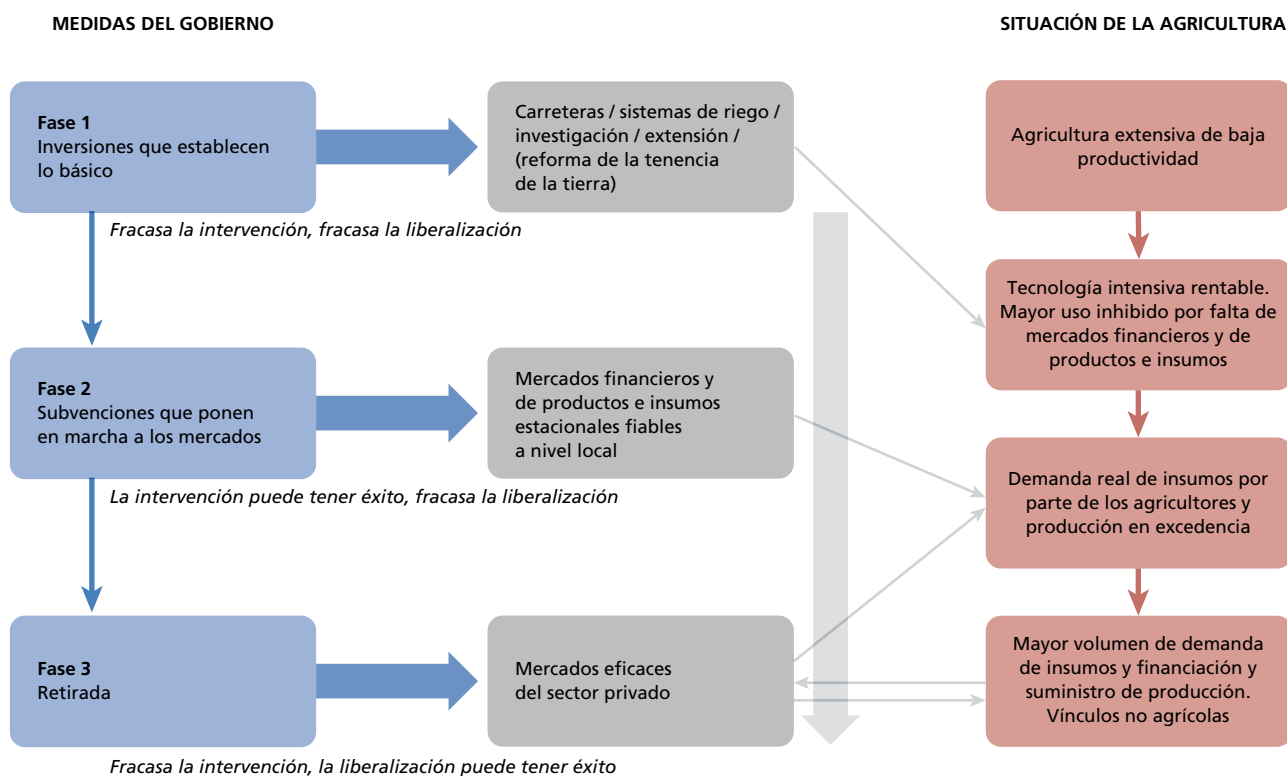 MEDIDAS DEL GOBIERNO
SITUACIÓN DE LA AGRICULTURA
Fase 1
Inversiones que establecen
lo básico
Carreteras / sistemas de riego /
investigación / extensión /
(reforma de la tenencia
de la tierra)
Agricultura extensiva de baja
productividad
Fracasa la intervención, fracasa la liberalización
Tecnología intensiva rentable.
Mayor uso inhibido por falta de
mercados financieros y de
productos e insumos
Fase 2
Subvenciones que ponen
en marcha a los mercados
Mercados financieros y
de productos e insumos
estacionales fiables
a nivel local
Demanda real de insumos por
parte de los agricultores y
producción en excedencia
La intervención puede tener éxito, fracasa la liberalización
Fase 3
Retirada
Mercados eficaces
del sector privado
Mayor volumen de demanda
de insumos y financiación y
suministro de producción.
Vínculos no agrícolas
Fracasa la intervención, la liberalización puede tener éxito